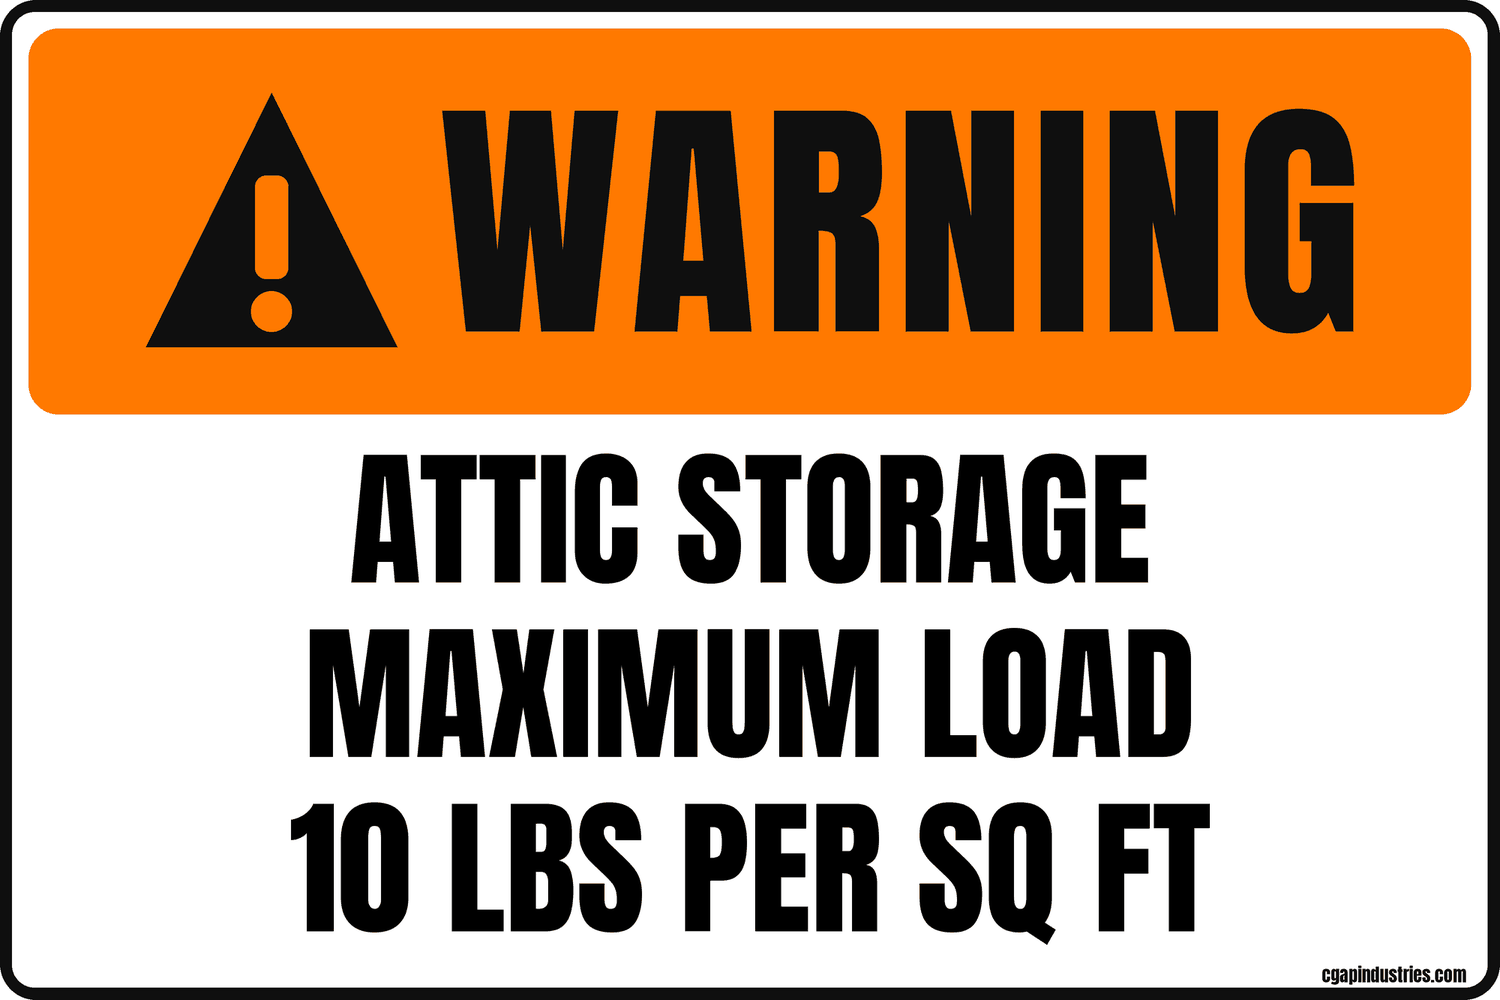 WARNING
ATTIC STORAGE
MAXIMUM LOAD
10 LBS PER SQ FT
cgapindustries.com